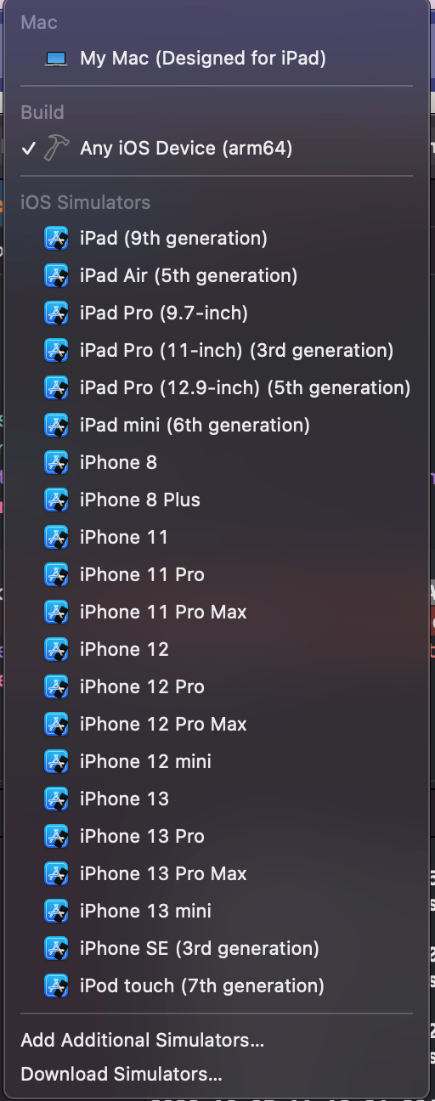 Mac
My Mac (Designed for iPad)
Build
Any iOS Device (arm64)
iOS Simulators
iPad (9th generation)
iPad Air (5th generation)
iPad Pro (9.7-inch)
iPad Pro (11-inch) (3rd generation)
iPad Pro (12.9-inch) (5th generation)
iPad mini (6th generation)
iPhone 8
iPhone 8 Plus
iPhone 11
iPhone 11 Pro
iPhone 11 Pro Max
iPhone 12
iPhone 12 Pro
iPhone 12 Pro Max
iPhone 12 mini
iPhone 13
iPhone 13 Pro
iPhone 13 Pro Max
iPhone 13 mini
iPhone SE (3rd generation)
iPod touch (7th generation)
Add Additional Simulators...
Download Simulators...